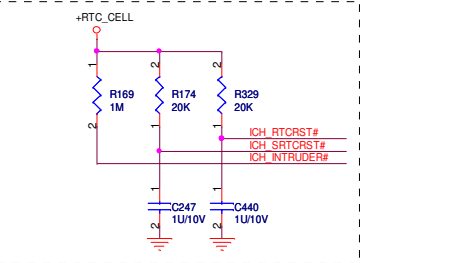 +RTC_CELL
1
2
2
R169
1M
R174
20K
R329
20K
2
1
1
ICH_RTCRST#
ICH_SRTCRST#
ICH_INTRUDER#
1
1
C247
1U/10V
C440
1U/10V
2
2